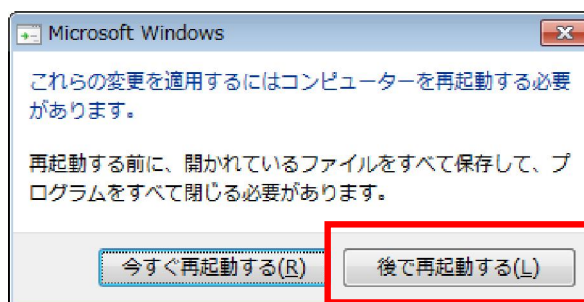 Microsoft Windows
これらの変更を適用するにはコンピューターを再起動する必要
があります。
再起動する前に、開かれているファイルをすべて保存して、プ
ログラムをすべて閉じる必要があります。
今すぐ再起動する(R)
後で再起動する(L)